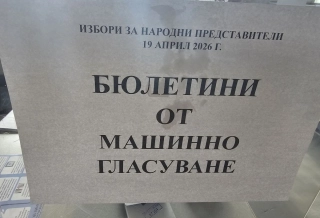 ИЗБОРИ ЗА НАРОДНИ ПРЕДСТАВИТЕЛИ
19 АПРИЛ 2026 Г.
БЮЛЕТИНИ
ОТ
МАШИННО
ГЛАСУВАНЕ